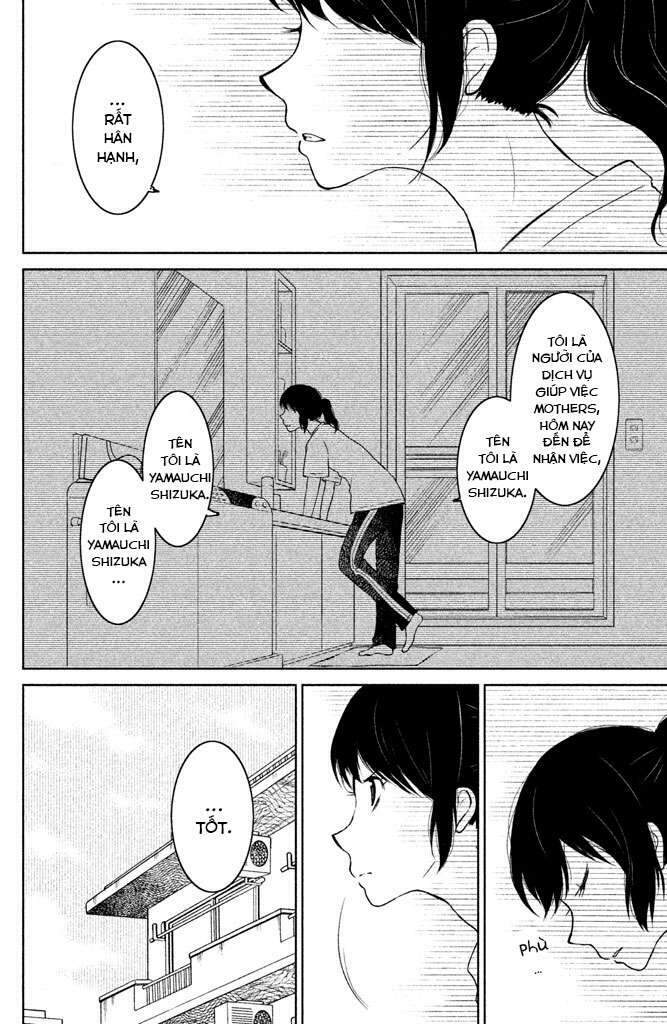 ...
RẤT
HÂN
HẠNH,
TÔI LÀ
NGƯỜI CỦA
DỊCH VỤ
GIÚP VIỆC
MOTHERS,
HÔM NAY
ĐẾN ĐỂ
NHẬN VIỆC,
TÊN
TÔI LÀ
YAMAUCHI
SHIZUKA.
TÊN
TÔI LÀ
YAMAUCHI
SHIZUKA.
TÊN
TÔI LÀ
YAMAUCHI
SHIZUKA
...
phù
...
...
TỐT.